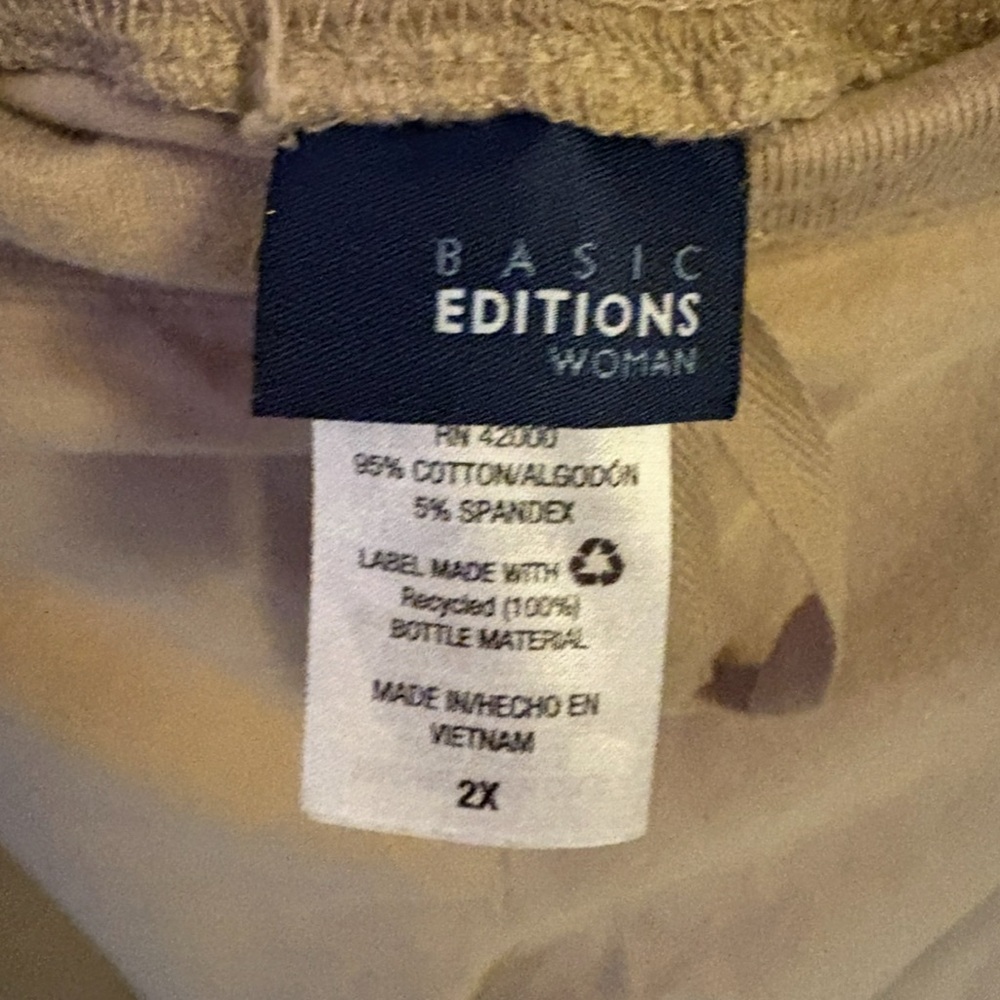 BASIC
EDITIONS
WOMAN
RN 42000
95% COTTON/ALGODÓN
5% SPANDEX
LABEL MADE WITH
Recycled (100%)
BOTTLE MATERIAL
MADE IN/HECHO EN
VIETNAM
2X